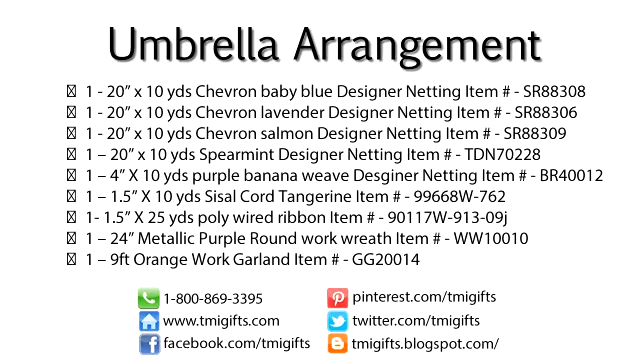 Umbrella Arrangement
1 - 20” x 10 yds Chevron baby blue Designer Netting Item # - SR88308
1 - 20” x 10 yds Chevron lavender Designer Netting Item # - SR88306
1 - 20” x 10 yds Chevron salmon Designer Netting Item # - SR88309
1 – 20” x 10 yds Spearmint Designer Netting Item # - TDN70228
1 – 4” X 10 yds purple banana weave Desginer Netting Item # - BR40012
1 – 1.5” X 10 yds Sisal Cord Tangerine Item # - 99668W-762
1- 1.5” X 25 yds poly wired ribbon Item # - 90117W-913-09j
1 – 24” Metallic Purple Round work wreath Item # - WW10010
1 – 9ft Orange Work Garland Item # - GG20014
1-800-869-3395 pinterest.com/tmigifts
www.tmigifts.com twitter.com/tmigifts
facebook.com/tmigifts tmigifts.blogspot.com/